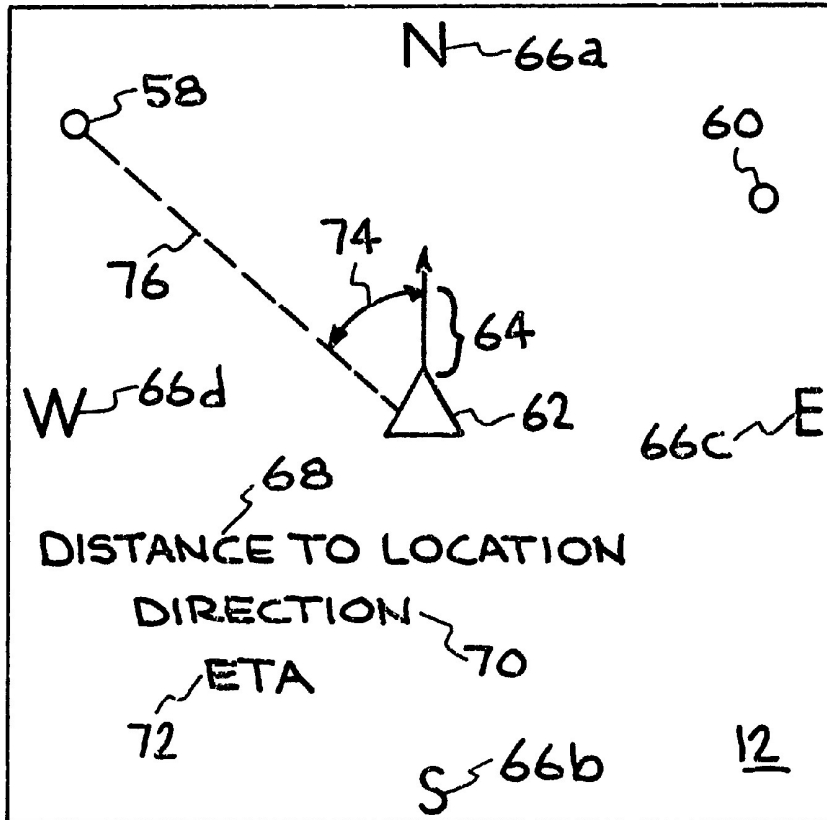 N 66a
58
60
74
76
64
W 66d
62
66c E
68
DISTANCE TO LOCATION
DIRECTION
70
ETA
72
12
S 66b